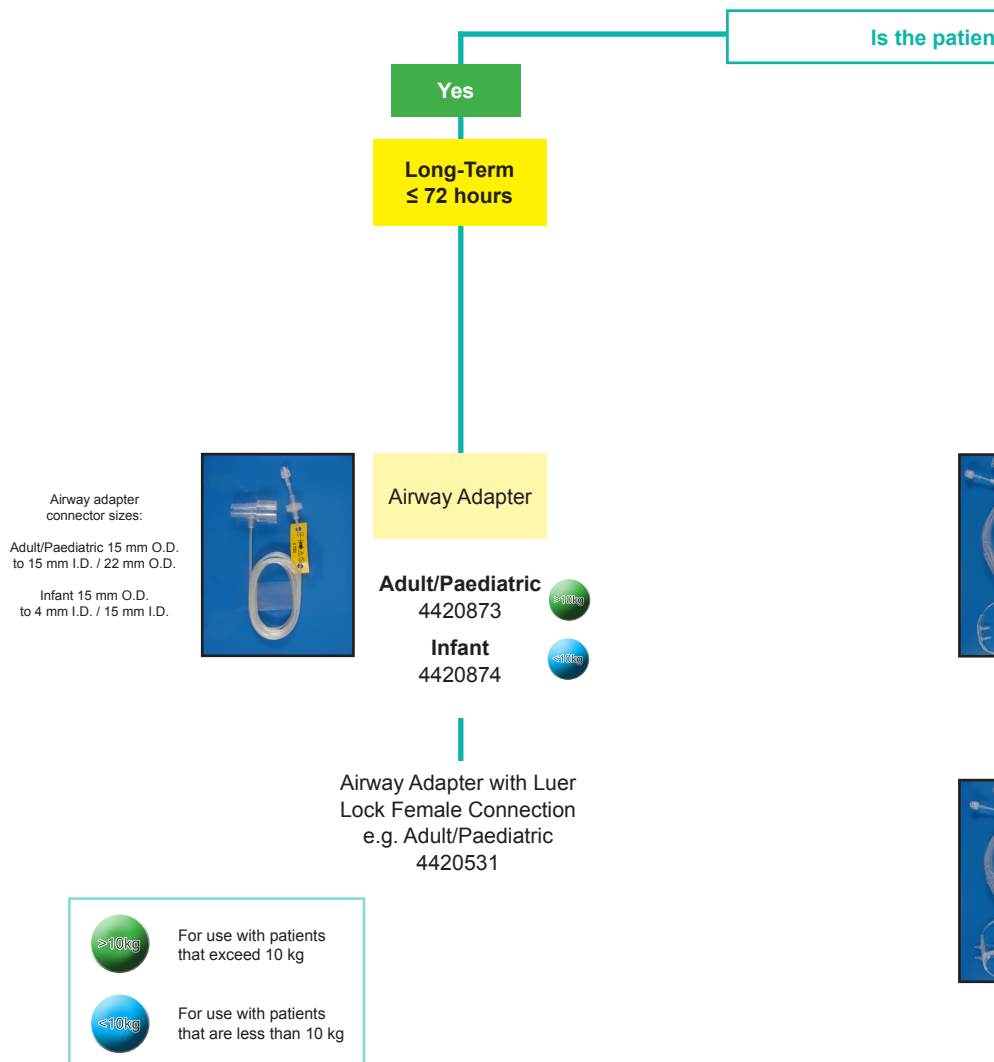 Is the patien
Yes
Long-Term
≤ 72 hours
Airway adapter
connector sizes:
Adult/Paediatric 15 mm O.D.
to 15 mm I.D. / 22 mm O.D.
Infant 15 mm O.D.
to 4 mm I.D. / 15 mm I.D.
Airway Adapter
Adult/Paediatric
4420873
>10kg
Infant
4420874
<10kg
Airway Adapter with Luer
Lock Female Connection
e.g. Adult/Paediatric
4420531
>10kg
For use with patients
that exceed 10 kg
<10kg
For use with patients
that are less than 10 kg